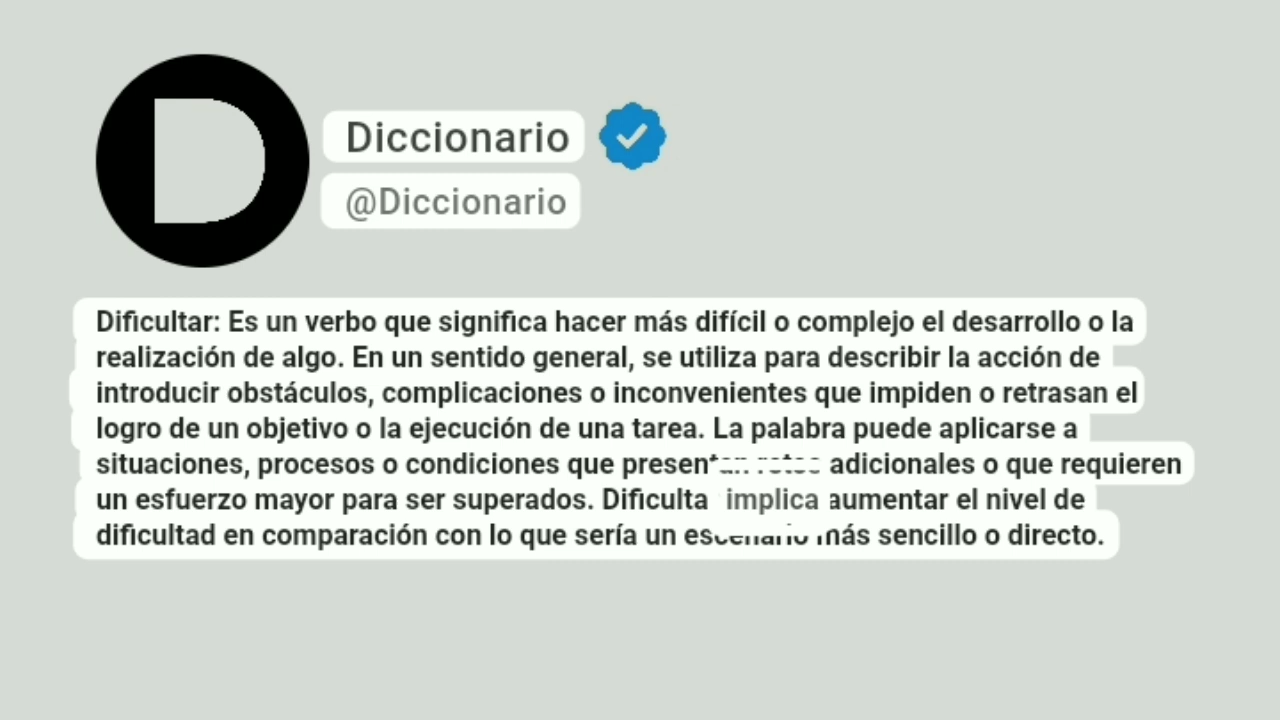 D
Diccionario
@Diccionario
Dificultar: Es un verbo que significa hacer más difícil o complejo el desarrollo o la
realización de algo. En un sentido general, se utiliza para describir la acción de
introducir obstáculos, complicaciones o inconvenientes que impiden o retrasan el
logro de un objetivo o la ejecución de una tarea. La palabra puede aplicarse a
situaciones, procesos o condiciones que adicionales o que requieren
un esfuerzo mayor para ser superados. Dificulta implica aumentar el nivel de
dificultad en comparación con lo que sería un escenario más sencillo o directo.